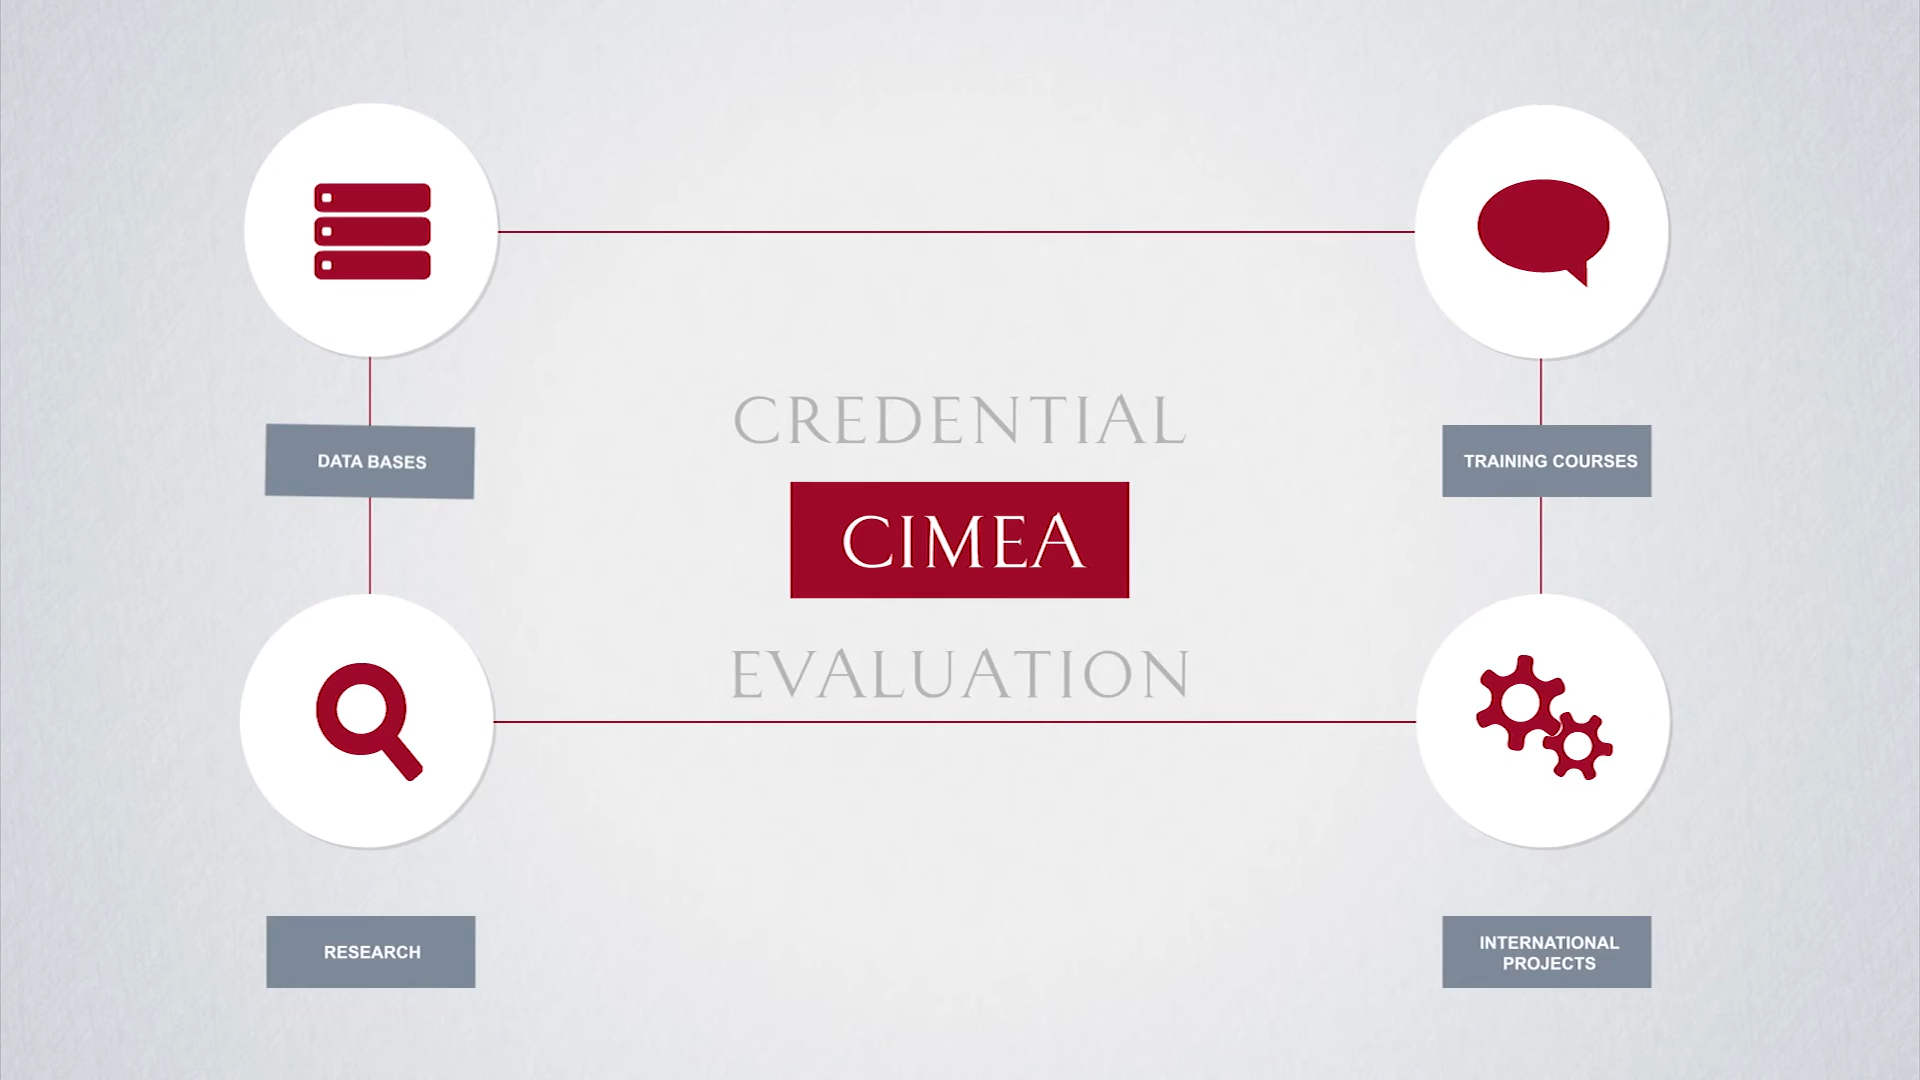 CREDENTIAL
DATA BASES
TRAINING COURSES
CIMEA
EVALUATION
RESEARCH
INTERNATIONAL
PROJECTS